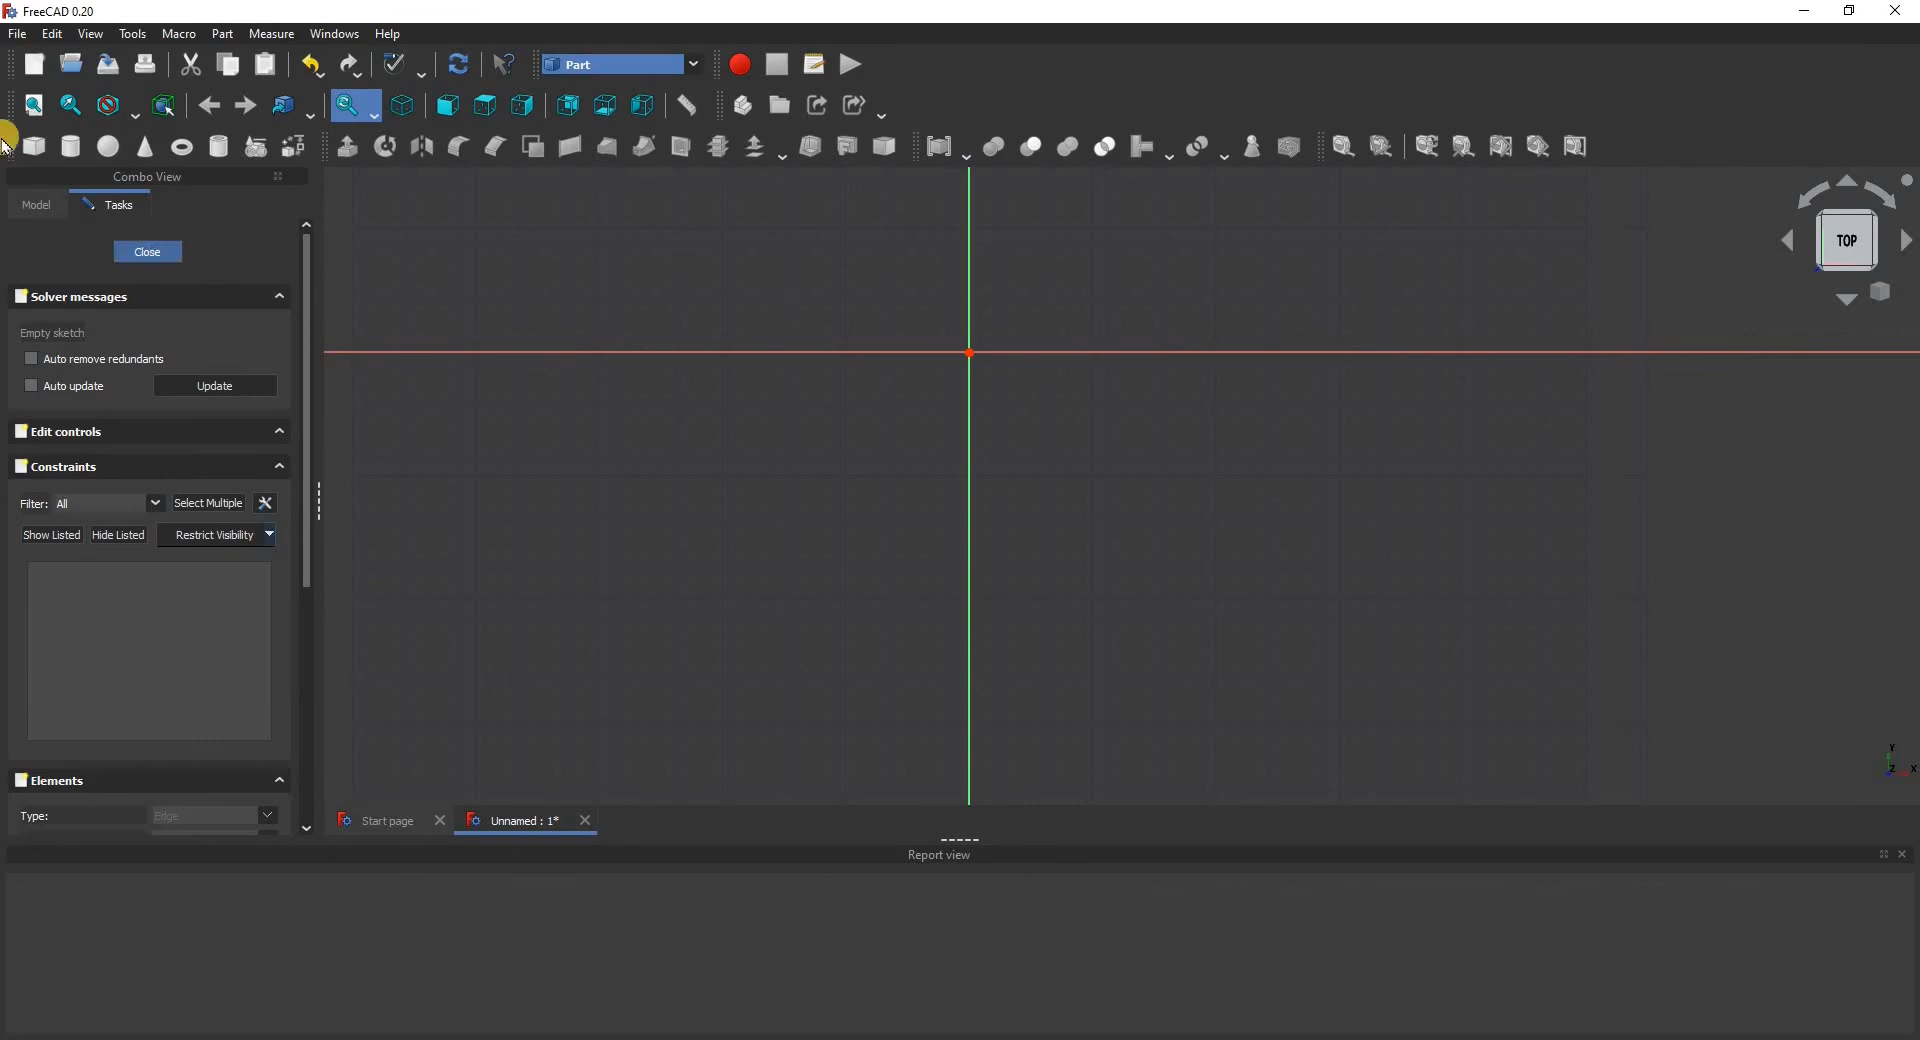 FreeCAD 0.20
File Edit View Tools Macro Part Measure Windows Help
Part
Combo View
Model Tasks
Close
Solver messages
Empty sketch
Auto remove redundants
Auto update Update
Edit controls
Constraints
Filter: All Select Multiple
Show Listed Hide Listed Restrict Visibility
Elements
Type: Edge
TOP
Y
Z X
Start page Unnamed : 1*
Report view